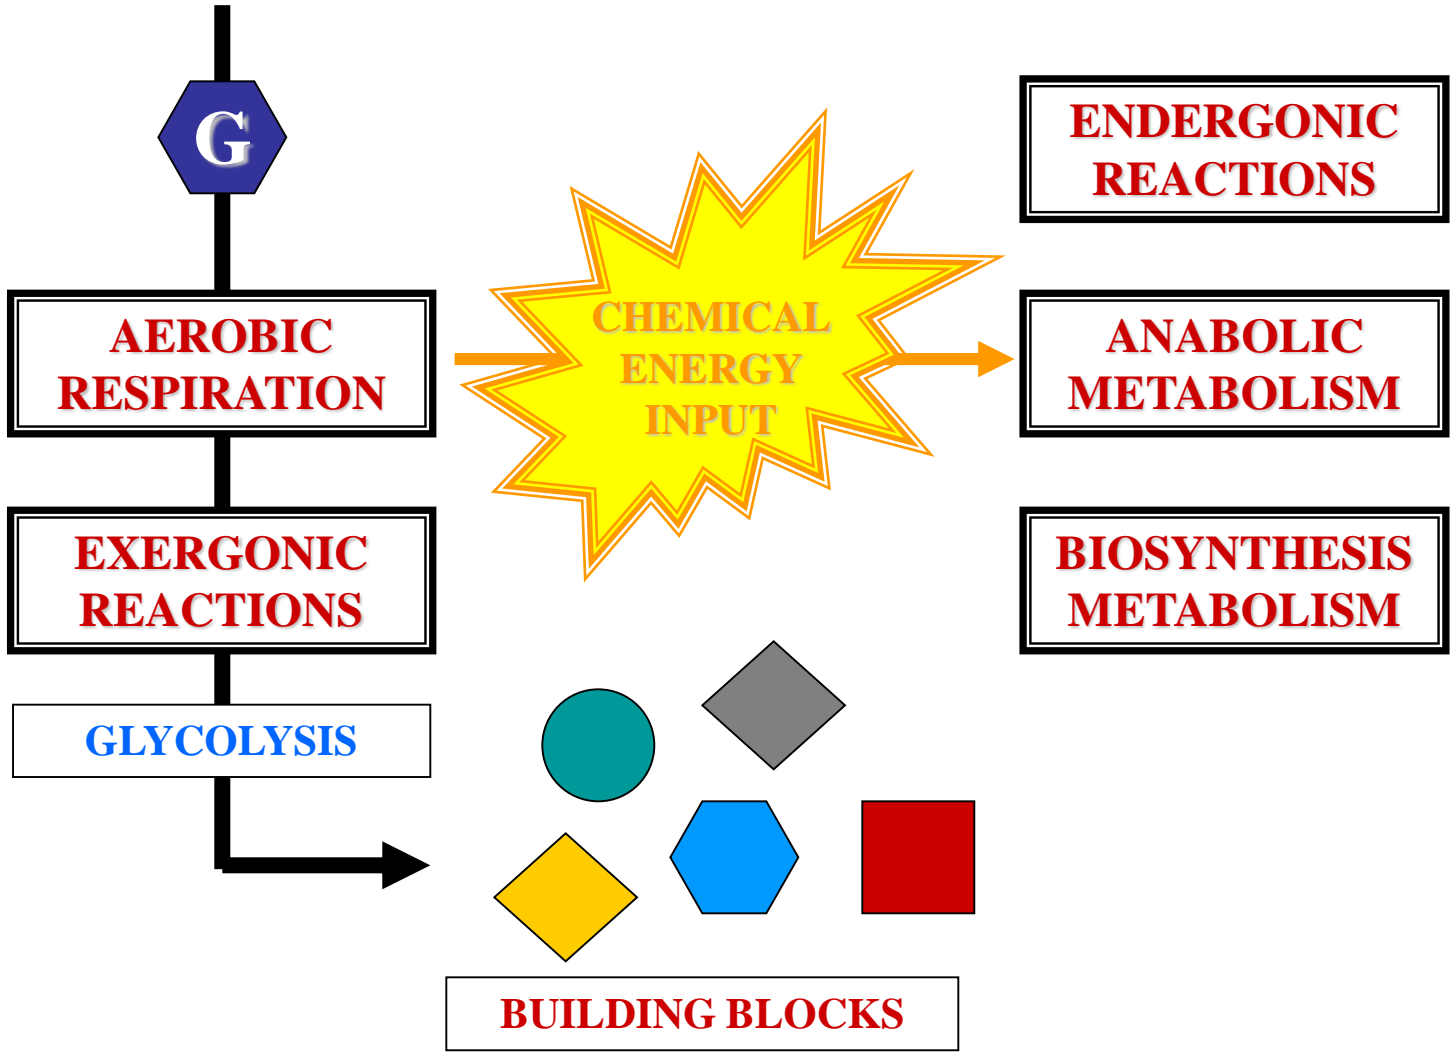 G
AEROBIC
RESPIRATION
EXERGONIC
REACTIONS
GLYCOLYSIS
CHEMICAL
ENERGY
INPUT
BUILDING BLOCKS
ENDERGONIC
REACTIONS
ANABOLIC
METABOLISM
BIOSYNTHESIS
METABOLISM